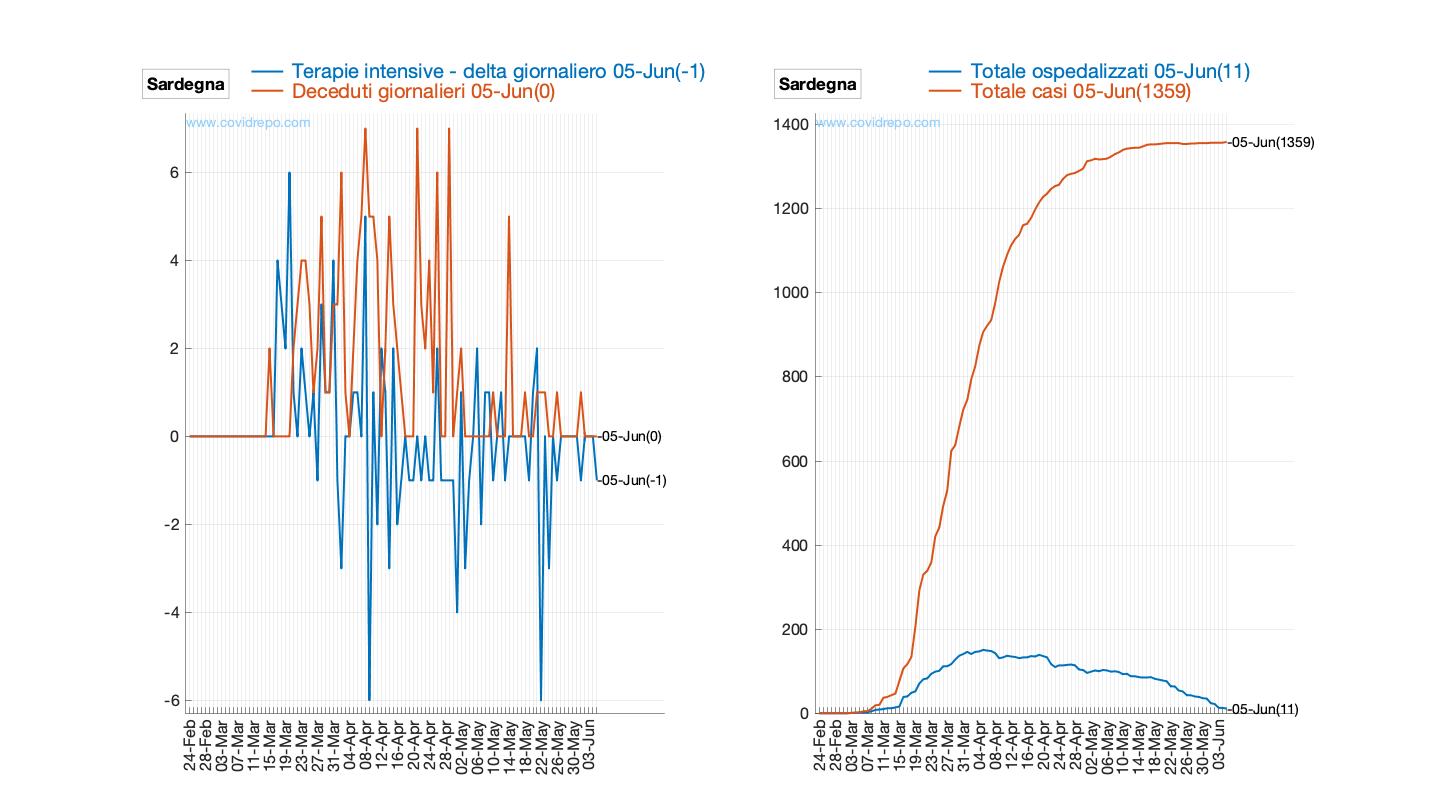 Sardegna
Terapie intensive - delta giornaliero 05-Jun(-1)
Deceduti giornalieri 05-Jun(0)
www.covidrepo.com
6
4
2
0
-2
-4
-6
-05-Jun(0)
-05-Jun(-1)
24-Feb
28-Feb
03-Mar
07-Mar
11-Mar
15-Mar
19-Mar
23-Mar
27-Mar
31-Mar
04-Apr
08-Apr
12-Apr
16-Apr
20-Apr
24-Apr
28-Apr
02-May
06-May
10-May
14-May
18-May
22-May
26-May
30-May
03-Jun
Sardegna
Totale ospedalizzati 05-Jun(11)
Totale casi 05-Jun(1359)
www.covidrepo.com
1400
1200
1000
800
600
400
200
0
-05-Jun(1359)
-05-Jun(11)
24-Feb
28-Feb
03-Mar
07-Mar
11-Mar
15-Mar
19-Mar
23-Mar
27-Mar
31-Mar
04-Apr
08-Apr
12-Apr
16-Apr
20-Apr
24-Apr
28-Apr
02-May
06-May
10-May
14-May
18-May
22-May
26-May
30-May
03-Jun